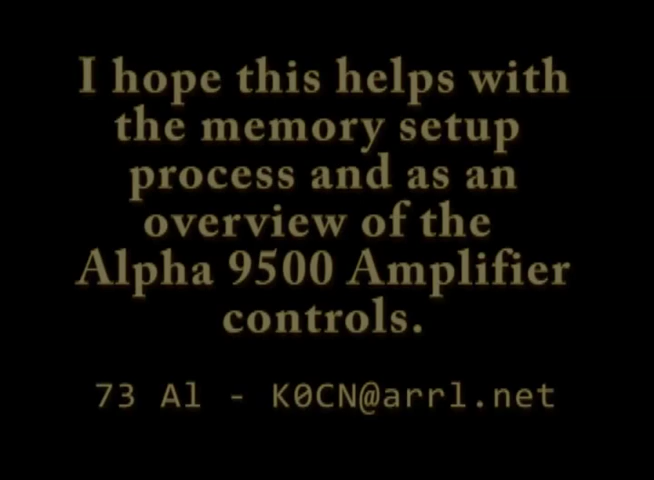 I hope this helps with
the memory setup
process and as an
overview of the
Alpha 9500 Amplifier
controls.
73 Al - K0CN@arrl.net